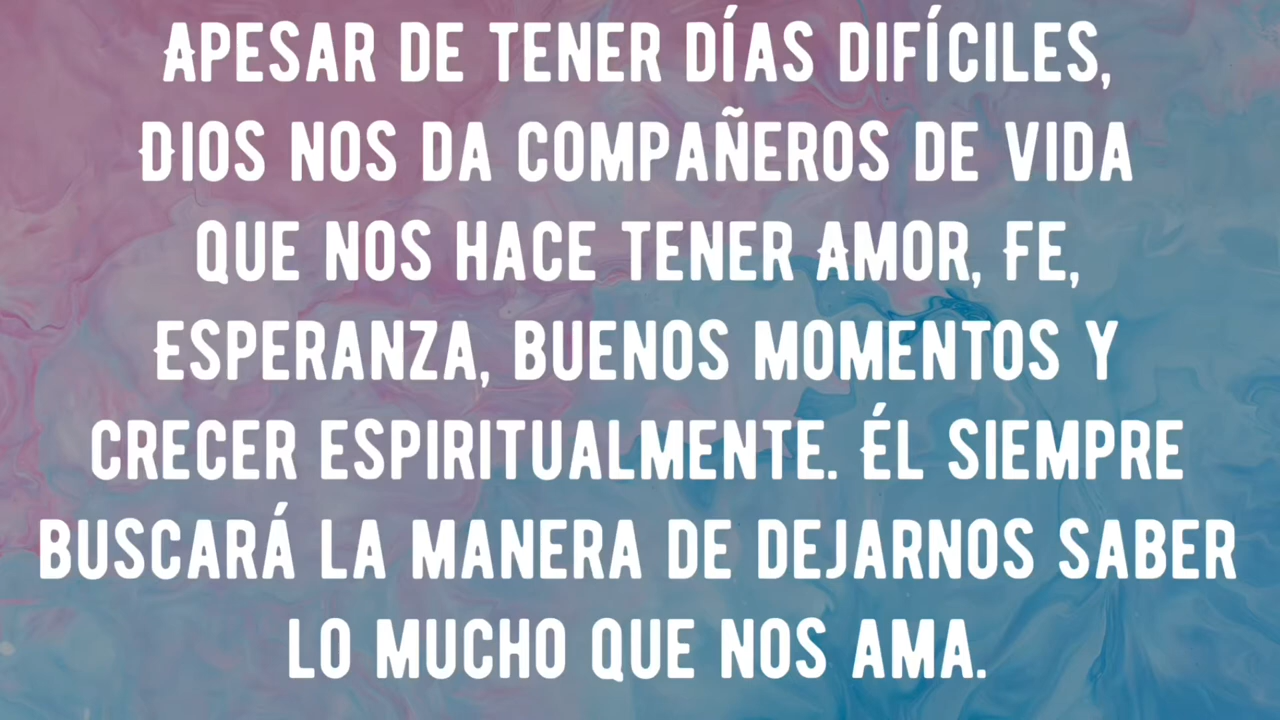 Apesar de tener días difíciles,
Dios nos da compañeros de vida
que nos hace tener Amor, Fe,
Esperanza, buenos momentos y
crecer espiritualmente. Él siempre
buscará la manera de dejarnos saber
lo mucho que nos ama.